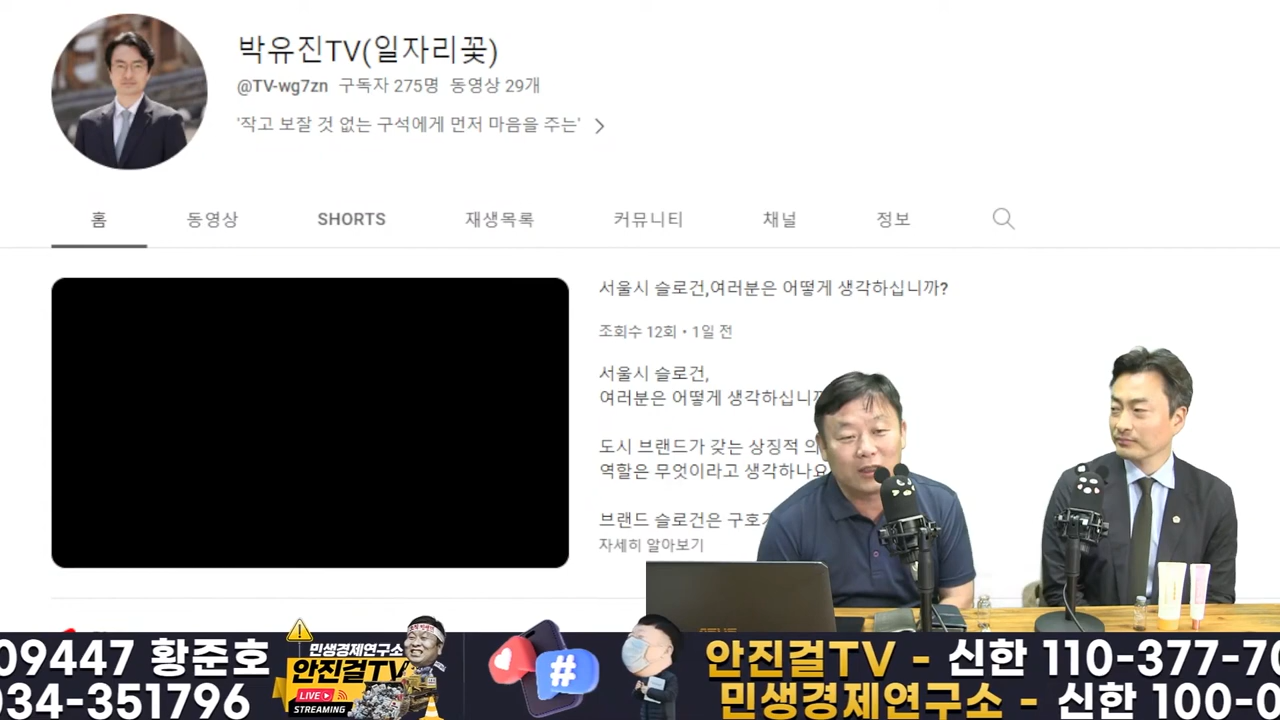 박유진TV(일자리꽃)
@TV-wg7zn 구독자 275명 동영상 29개
'작고 보잘 것 없는 구석에게 먼저 마음을 주는'
홈 동영상 SHORTS 재생목록 커뮤니티 채널 정보
서울시 슬로건,여러분은 어떻게 생각하십니까?
조회수 12회 • 1일 전
서울시 슬로건,
여러분은 어떻게 생각하십니까
도시 브랜드가 갖는 상징적 의
역할은 무엇이라고 생각하나요
브랜드 슬로건은 구호
자세히 알아보기
09447 황준호
034-351796
민생경제연구소
안진걸TV
LIVE
STREAMING
#
안진걸TV - 신한 110-377-70
민생경제연구소 - 신한 100-0